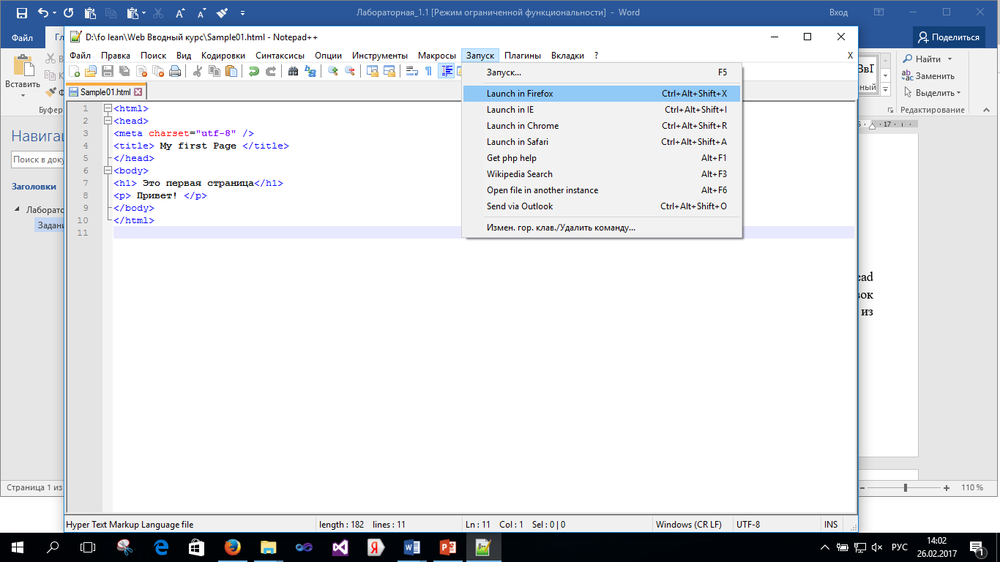 Лабораторная_1.1 [Режим ограниченной функциональности] - Word
Вход
Файл
Гл
Поделиться
Вставить
Буфер
Найти
Заменить
Выделить
Редактирование
D:\fo lean\Web Вводный курс\Sample01.html - Notepad++
Файл Правка Поиск Вид Кодировки Синтаксисы Опции Инструменты Макросы Запуск Плагины Вкладки ? X
Sample01.html
1 <html>
2 <head>
3 <meta charset="utf-8" />
4 <title> My first Page </title>
5 </head>
6 <body>
7 <h1> Это первая страница</h1>
8 <p> Привет! </p>
9 </body>
10 </html>
11
Запуск... F5
Launch in Firefox Ctrl+Alt+Shift+X
Launch in IE Ctrl+Alt+Shift+I
Launch in Chrome Ctrl+Alt+Shift+R
Launch in Safari Ctrl+Alt+Shift+A
Get php help Alt+F1
Wikipedia Search Alt+F3
Open file in another instance Alt+F6
Send via Outlook Ctrl+Alt+Shift+O
Измен. гор. клав./Удалить команду...
Навигац
Поиск в доку
Заголовки
Лаборато
Задани
17
из
Страница 1 из
110 %
Hyper Text Markup Language file length : 182 lines : 11 Ln : 11 Col : 1 Sel : 0 | 0 Windows (CR LF) UTF-8 INS
РУС
14:02
26.02.2017
1